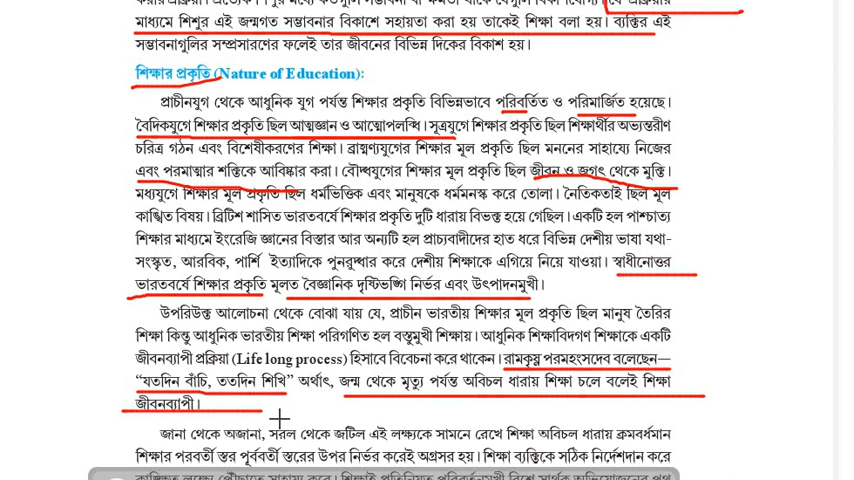 মাধ্যমে শিশুর এই জন্মগত সম্ভাবনার বিকাশে সহায়তা করা হয় তাকেই শিক্ষা বলা হয়। ব্যক্তির এই
সম্ভাবনাগুলির সম্প্রসারণের ফলেই তার জীবনের বিভিন্ন দিকের বিকাশ হয়।
শিক্ষার প্রকৃতি (Nature of Education):
প্রাচীনযুগ থেকে আধুনিক যুগ পর্যন্ত শিক্ষার প্রকৃতি বিভিন্নভাবে পরিবর্তিত ও পরিমার্জিত হয়েছে।
বৈদিকযুগে শিক্ষার প্রকৃতি ছিল আত্মজ্ঞান ও আত্মোপলব্ধি। সূত্রযুগে শিক্ষার প্রকৃতি ছিল শিক্ষার্থীর অভ্যন্তরীণ
চরিত্র গঠন এবং বিশেষীকরণের শিক্ষা। ব্রাহ্মণ্যযুগের শিক্ষার মূল প্রকৃতি ছিল মননের সাহায্যে নিজের
এবং পরমাত্মার শক্তিকে আবিষ্কার করা। বৌদ্ধযুগের শিক্ষার মূল প্রকৃতি ছিল জীবন ও জগৎ থেকে মুক্তি।
মধ্যযুগে শিক্ষার মূল প্রকৃতি ছিল ধর্মভিত্তিক এবং মানুষকে ধর্মমনস্ক করে তোলা। নৈতিকতাই ছিল মূল
কাঙ্খিত বিষয়। ব্রিটিশ শাসিত ভারতবর্ষে শিক্ষার প্রকৃতি দুটি ধারায় বিভক্ত হয়ে গেছিল। একটি হল পাশ্চাত্য
শিক্ষার মাধ্যমে ইংরেজি জ্ঞানের বিস্তার আর অন্যটি হল প্রাচ্যবাদীদের হাত ধরে বিভিন্ন দেশীয় ভাষা যথা-
সংস্কৃত, আরবিক, পার্শি ইত্যাদিকে পুনরুদ্ধার করে দেশীয় শিক্ষাকে এগিয়ে নিয়ে যাওয়া। স্বাধীনোত্তর
ভারতবর্ষে শিক্ষার প্রকৃতি মূলত বৈজ্ঞানিক দৃষ্টিভঙ্গি নির্ভর এবং উৎপাদনমুখী।
উপরিউক্ত আলোচনা থেকে বোঝা যায় যে, প্রাচীন ভারতীয় শিক্ষার মূল প্রকৃতি ছিল মানুষ তৈরির
শিক্ষা কিন্তু আধুনিক ভারতীয় শিক্ষা পরিগণিত হল বস্তুমুখী শিক্ষায়। আধুনিক শিক্ষাবিদগণ শিক্ষাকে একটি
জীবনব্যাপী প্রক্রিয়া (Life long process) হিসাবে বিবেচনা করে থাকেন। রামকৃষ্ণ পরমহংসদেব বলেছেন—
“যতদিন বাঁচি, ততদিন শিখি” অর্থাৎ, জন্ম থেকে মৃত্যু পর্যন্ত অবিচল ধারায় শিক্ষা চলে বলেই শিক্ষা
জীবনব্যাপী।
জানা থেকে অজানা, সরল থেকে জটিল এই লক্ষ্যকে সামনে রেখে শিক্ষা অবিচল ধারায় ক্রমবর্ধমান
শিক্ষার পরবর্তী স্তর পূর্ববর্তী স্তরের উপর নির্ভর করেই অগ্রসর হয়। শিক্ষা ব্যক্তিকে সঠিক নির্দেশদান করে